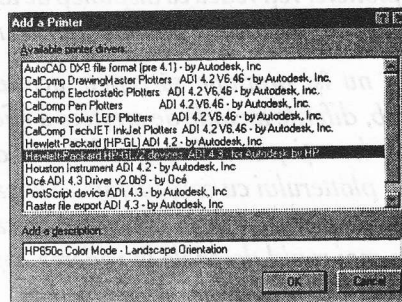 Add a Printer
Available printer drivers:
AutoCAD DXB file format (pre 4.1) - by Autodesk, Inc
CalComp DrawingMaster Plotters ADI 4.2 V6.46 - by Autodesk, Inc.
CalComp Electrostatic Plotters ADI 4.2 V6.46 - by Autodesk, Inc.
CalComp Pen Plotters ADI 4.2 V6.46 - by Autodesk, Inc.
CalComp Solus LED Plotters ADI 4.2 V6.46 - by Autodesk, Inc.
CalComp TechJET InkJet Plotters ADI 4.2 V6.46 - by Autodesk, Inc.
Hewlett-Packard (HP-GL) ADI 4.2 - by Autodesk, Inc
Hewlett-Packard HP-GL/2 devices, ADI 4.3 - for Autodesk by HP
Houston Instrument ADI 4.2 - by Autodesk, Inc
Océ ADI 4.3 Driver v2.0b9 - by Océ
PostScript device ADI 4.3 - by Autodesk, Inc
Raster file export ADI 4.3 - by Autodesk, Inc
Add a description:
HP650c Color Mode - Landscape Orientation
OK Cancel